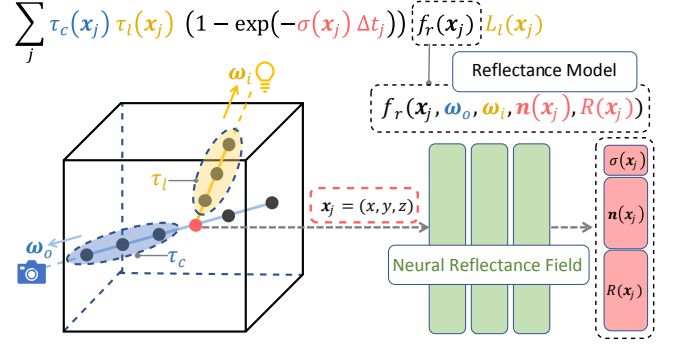 ∑_j τ_c(x_j) τ_l(x_j) (1 − exp(−σ(x_j) Δt_j)) f_r(x_j) L_l(x_j)
Reflectance Model
f_r(x_j, ω_o, ω_i, n(x_j), R(x_j))
ω_i
τ_l
x_j = (x, y, z)
ω_o
τ_c
Neural Reflectance Field
σ(x_j)
n(x_j)
R(x_j)